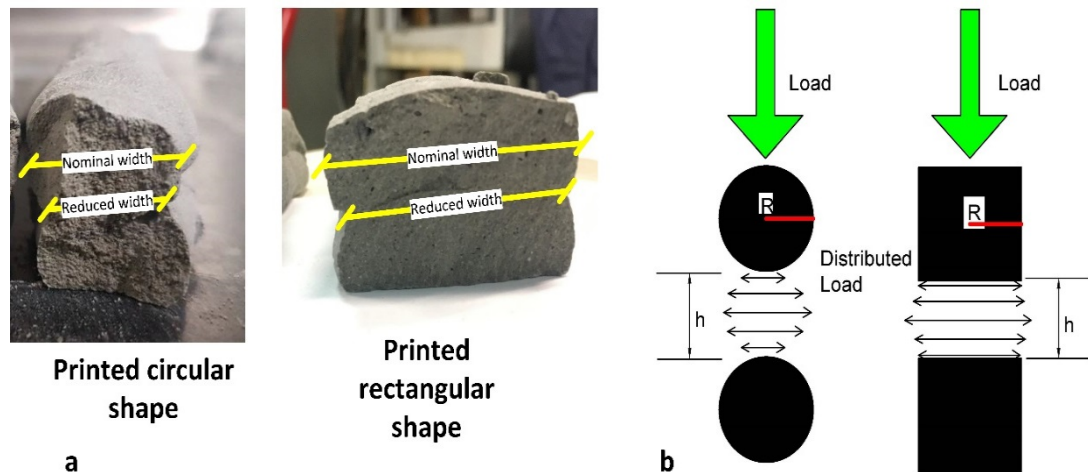 Nominal width
Reduced width
Printed circular
shape
Nominal width
Reduced width
Printed
rectangular
shape
a
Load
R
Distributed
Load
h
Load
R
h
b